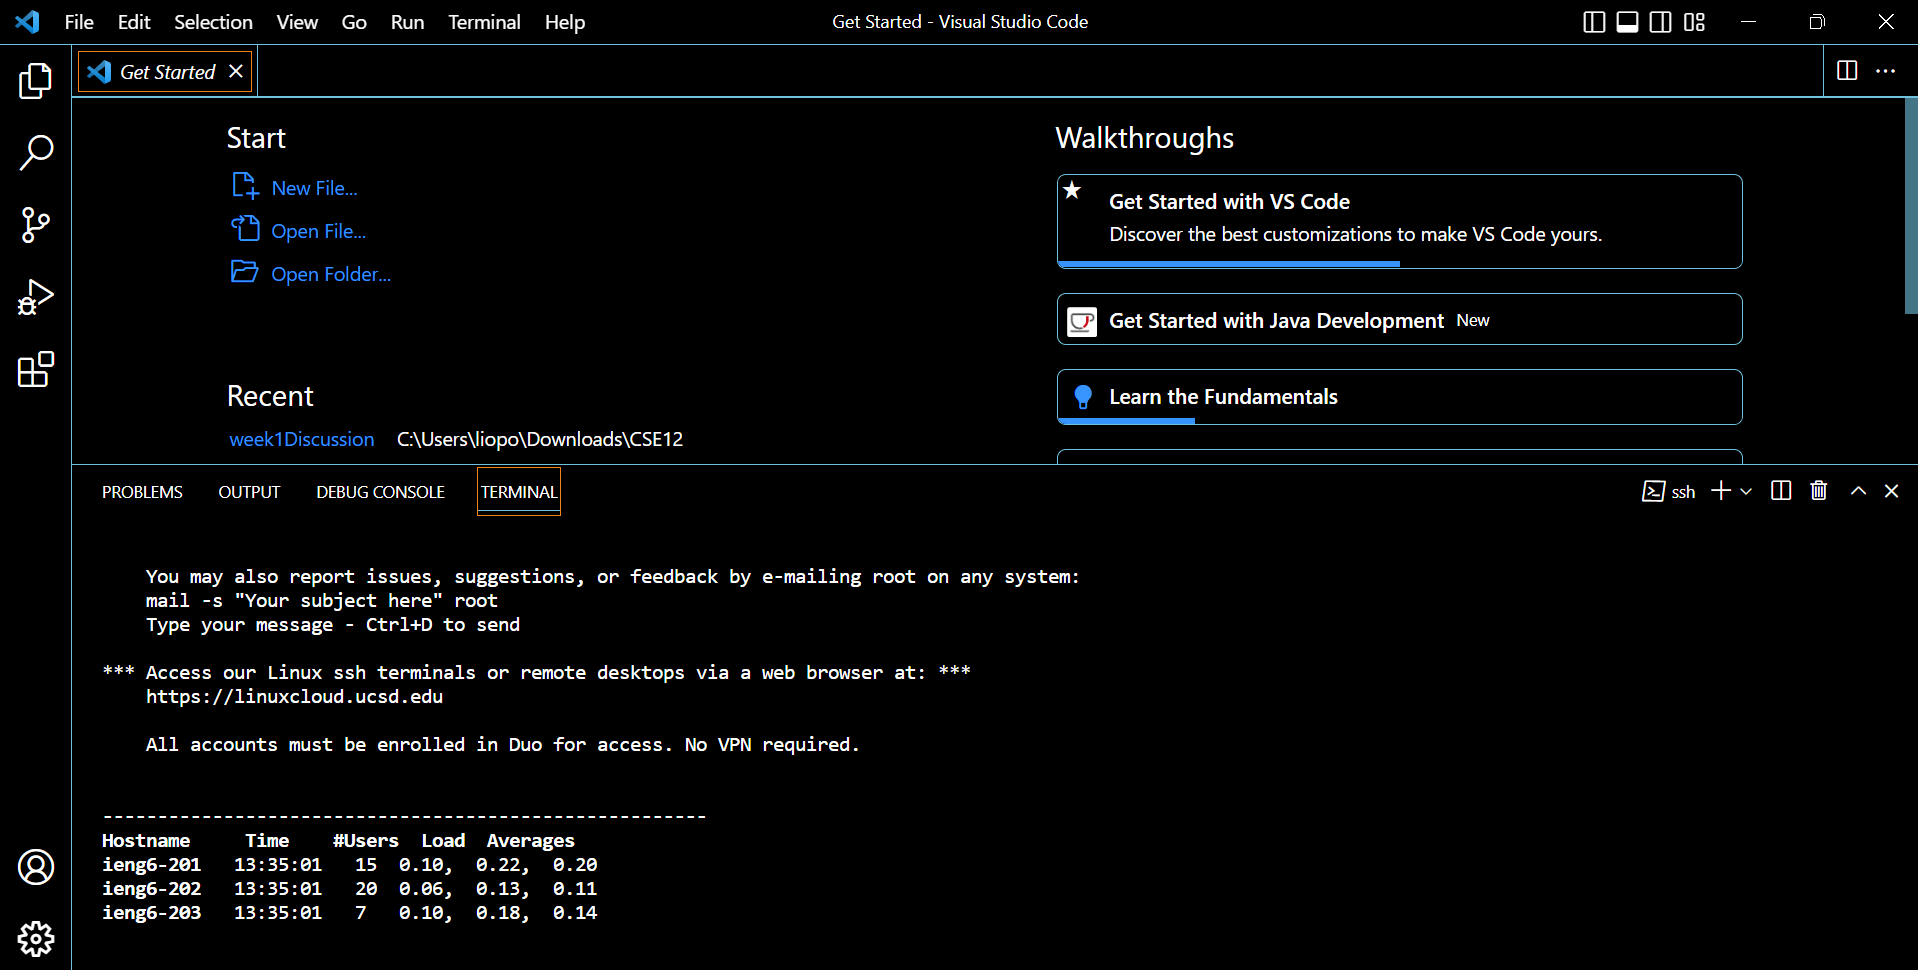 File Edit Selection View Go Run Terminal Help Get Started - Visual Studio Code
Get Started
Start
New File...
Open File...
Open Folder...
Recent
week1Discussion C:\Users\liopo\Downloads\CSE12
Walkthroughs
Get Started with VS Code
Discover the best customizations to make VS Code yours.
Get Started with Java Development New
Learn the Fundamentals
PROBLEMS OUTPUT DEBUG CONSOLE TERMINAL ssh
You may also report issues, suggestions, or feedback by e-mailing root on any system:
mail -s "Your subject here" root
Type your message - Ctrl+D to send
*** Access our Linux ssh terminals or remote desktops via a web browser at: ***
https://linuxcloud.ucsd.edu
All accounts must be enrolled in Duo for access. No VPN required.
-------------------------------------------------------
Hostname Time #Users Load Averages
ieng6-201 13:35:01 15 0.10, 0.22, 0.20
ieng6-202 13:35:01 20 0.06, 0.13, 0.11
ieng6-203 13:35:01 7 0.10, 0.18, 0.14